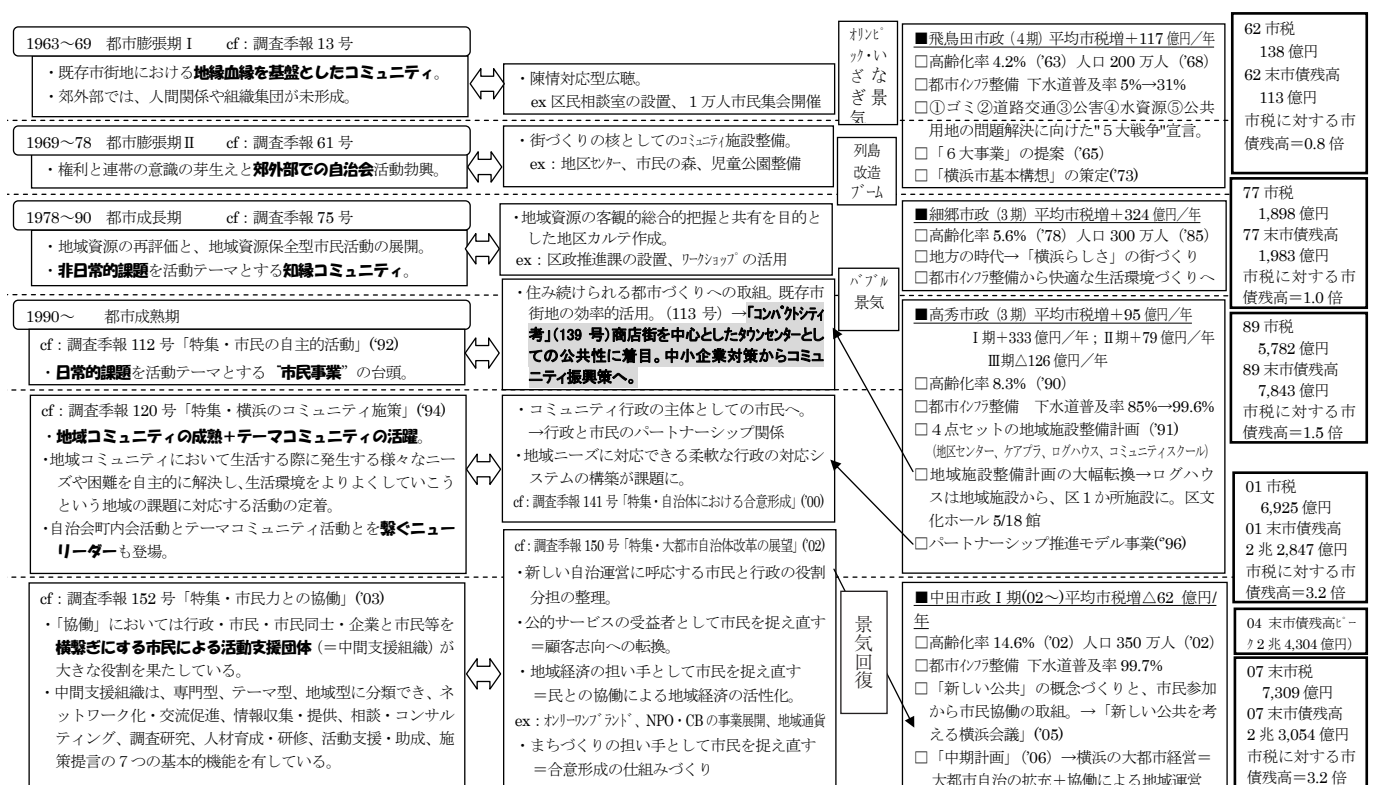 1963～69 都市膨張期Ⅰ cf：調査季報 13 号
・既存市街地における地縁血縁を基盤としたコミュニティ。
・郊外部では、人間関係や組織集団が未形成。
1969～78 都市膨張期Ⅱ cf：調査季報 61 号
・権利と連帯の意識の芽生えと郊外部での自治会活動勃興。
1978～90 都市成長期 cf：調査季報 75 号
・地域資源の再評価と、地域資源保全型市民活動の展開。
・非日常的課題を活動テーマとする知縁コミュニティ。
1990～ 都市成熟期
cf：調査季報 112 号「特集・市民の自主的活動」('92)
・日常的課題を活動テーマとする “市民事業” の台頭。
cf：調査季報 120 号「特集・横浜のコミュニティ施策」('94)
・地域コミュニティの成熟＋テーマコミュニティの活躍。
・地域コミュニティにおいて生活する際に発生する様々なニー
ズや困難を自主的に解決し、生活環境をよりよくしていこう
という地域の課題に対応する活動の定着。
・自治会町内会活動とテーマコミュニティ活動とを繋ぐニュー
リーダーも登場。
cf：調査季報 152 号「特集・市民力との協働」('03)
・「協働」においては行政・市民・市民同士・企業と市民等を
横繋ぎにする市民による活動支援団体（＝中間支援組織）が
大きな役割を果たしている。
・中間支援組織は、専門型、テーマ型、地域型に分類でき、ネ
ットワーク化・交流促進、情報収集・提供、相談・コンサル
ティング、調査研究、人材育成・研修、活動支援・助成、施
策提言の７つの基本的機能を有している。
・陳情対応型広聴。
ex 区民相談室の設置、１万人市民集会開催
・街づくりの核としてのｺﾐｭﾆﾃｨ施設整備。
ex：地区ｾﾝﾀｰ、市民の森、児童公園整備
・地域資源の客観的総合的把握と共有を目的と
した地区カルテ作成。
ex：区政推進課の設置、ﾜｰｸｼｮｯﾌﾟの活用
・住み続けられる都市づくりへの取組。既存市
街地の効率的活用。（113 号）→「ｺﾝﾊﾟｸﾄｼﾃｨ
考」（139 号）商店街を中心としたﾀｳﾝｾﾝﾀｰとし
ての公共性に着目。中小企業対策からコミュ
ニティ振興策へ。
・コミュニティ行政の主体としての市民へ。
→行政と市民のパートナーシップ関係
・地域ニーズに対応できる柔軟な行政の対応シ
ステムの構築が課題に。
cf：調査季報 141 号「特集・自治体における合意形成」('00)
cf：調査季報 150 号「特集・大都市自治体改革の展望」('02)
・新しい自治運営に呼応する市民と行政の役割
分担の整理。
・公的サービスの受益者として市民を捉え直す
＝顧客志向への転換。
・地域経済の担い手として市民を捉え直す
＝民との協働による地域経済の活性化。
ex：ｵﾝﾘｰﾜﾝﾌﾞﾗﾝﾄﾞ、NPO・CB の事業展開、地域通貨
・まちづくりの担い手として市民を捉え直す
＝合意形成の仕組みづくり
ｵﾘﾝﾋﾟ
ｯｸ・い
ざ な
ぎ 景
気
列島
改造
ﾌﾞｰﾑ
ﾊﾞﾌﾞﾙ
景気
景気回復
■飛鳥田市政（4期）平均市税増＋117 億円／年
□高齢化率 4.2%（'63）人口 200 万人（'68）
□都市ｲﾝﾌﾗ整備 下水道普及率 5%→31%
□①ゴミ②道路交通③公害④水資源⑤公共
用地の問題解決に向けた"５大戦争"宣言。
□「６大事業」の提案（'65）
□「横浜市基本構想」の策定('73)
■細郷市政（3期）平均市税増＋324 億円／年
□高齢化率 5.6%（'78）人口 300 万人（'85）
□地方の時代→「横浜らしさ」の街づくり
□都市ｲﾝﾌﾗ整備から快適な生活環境づくりへ
■高秀市政（3期）平均市税増＋95 億円／年
Ⅰ期＋333 億円／年；Ⅱ期＋79 億円／年
Ⅲ期△126 億円／年
□高齢化率 8.3%（'90）
□都市ｲﾝﾌﾗ整備 下水道普及率 85%→99.6%
□４点セットの地域施設整備計画（'91）
（地区センター、ケアプラ、ログハウス、コミュニティスクール）
□地域施設整備計画の大幅転換→ログハウ
スは地域施設から、区１か所施設に。区文
化ホール 5/18 館
□パートナーシップ推進モデル事業('96)
■中田市政Ⅰ期(02～)平均市税増△62 億円/
年
□高齢化率 14.6%（'02）人口 350 万人（'02）
□都市ｲﾝﾌﾗ整備 下水道普及率 99.7%
□「新しい公共」の概念づくりと、市民参加
から市民協働の取組。→「新しい公共を考
える横浜会議」('05)
□「中期計画」('06) →横浜の大都市経営＝
大都市自治の拡充＋協働による地域運営
62 市税
138 億円
62 末市債残高
113 億円
市税に対する市
債残高＝0.8 倍
77 市税
1,898 億円
77 末市債残高
1,983 億円
市税に対する市
債残高＝1.0 倍
89 市税
5,782 億円
89 末市債残高
7,843 億円
市税に対する市
債残高＝1.5 倍
01 市税
6,925 億円
01 末市債残高
2 兆 2,847 億円
市税に対する市
債残高＝3.2 倍
04 末市債残高ﾋﾟｰ
ｸ 2 兆 4,304 億円）
07 末市税
7,309 億円
07 末市債残高
2 兆 3,054 億円
市税に対する市
債残高＝3.2 倍